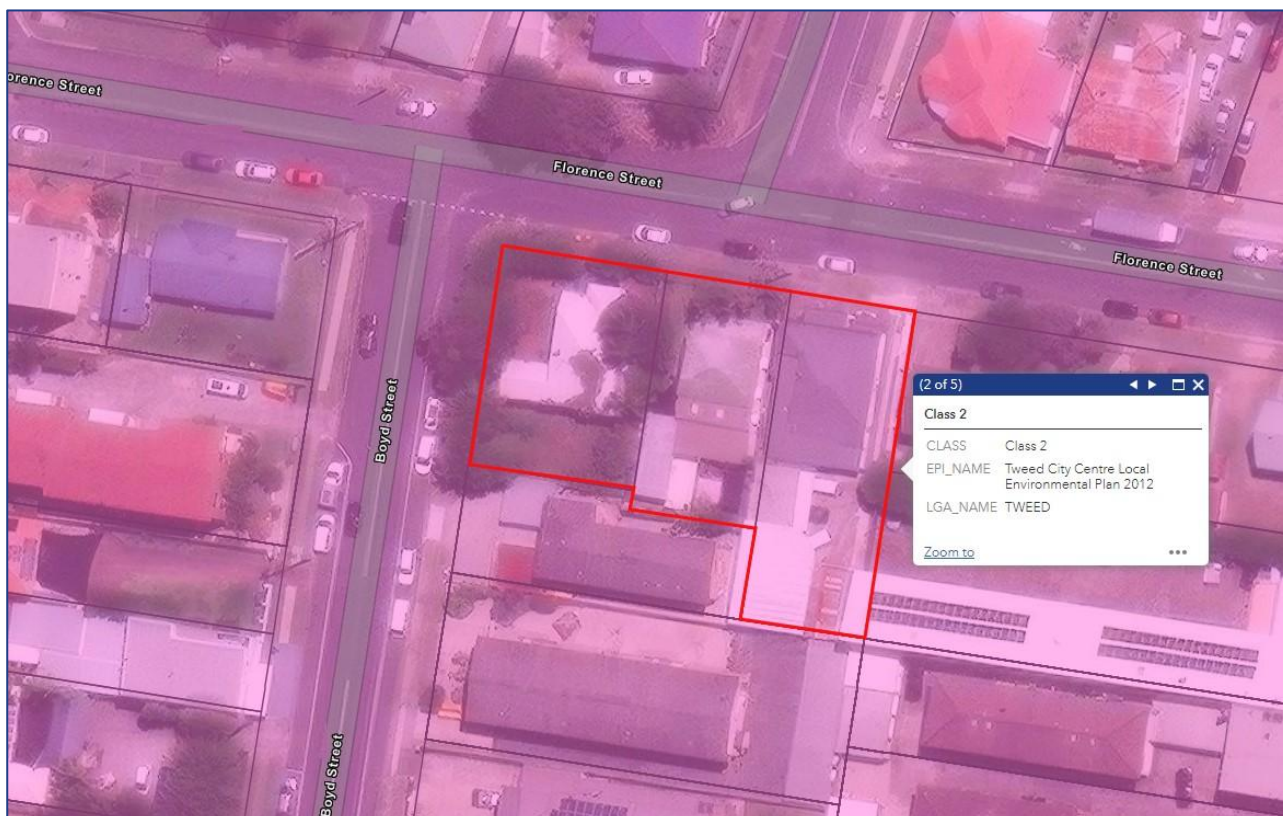 orence Street
Florence Street
Florence Street
Boyd Street
Boyd Street
(2 of 5)
Class 2
CLASS Class 2
EPI_NAME Tweed City Centre Local
Environmental Plan 2012
LGA_NAME TWEED
Zoom to